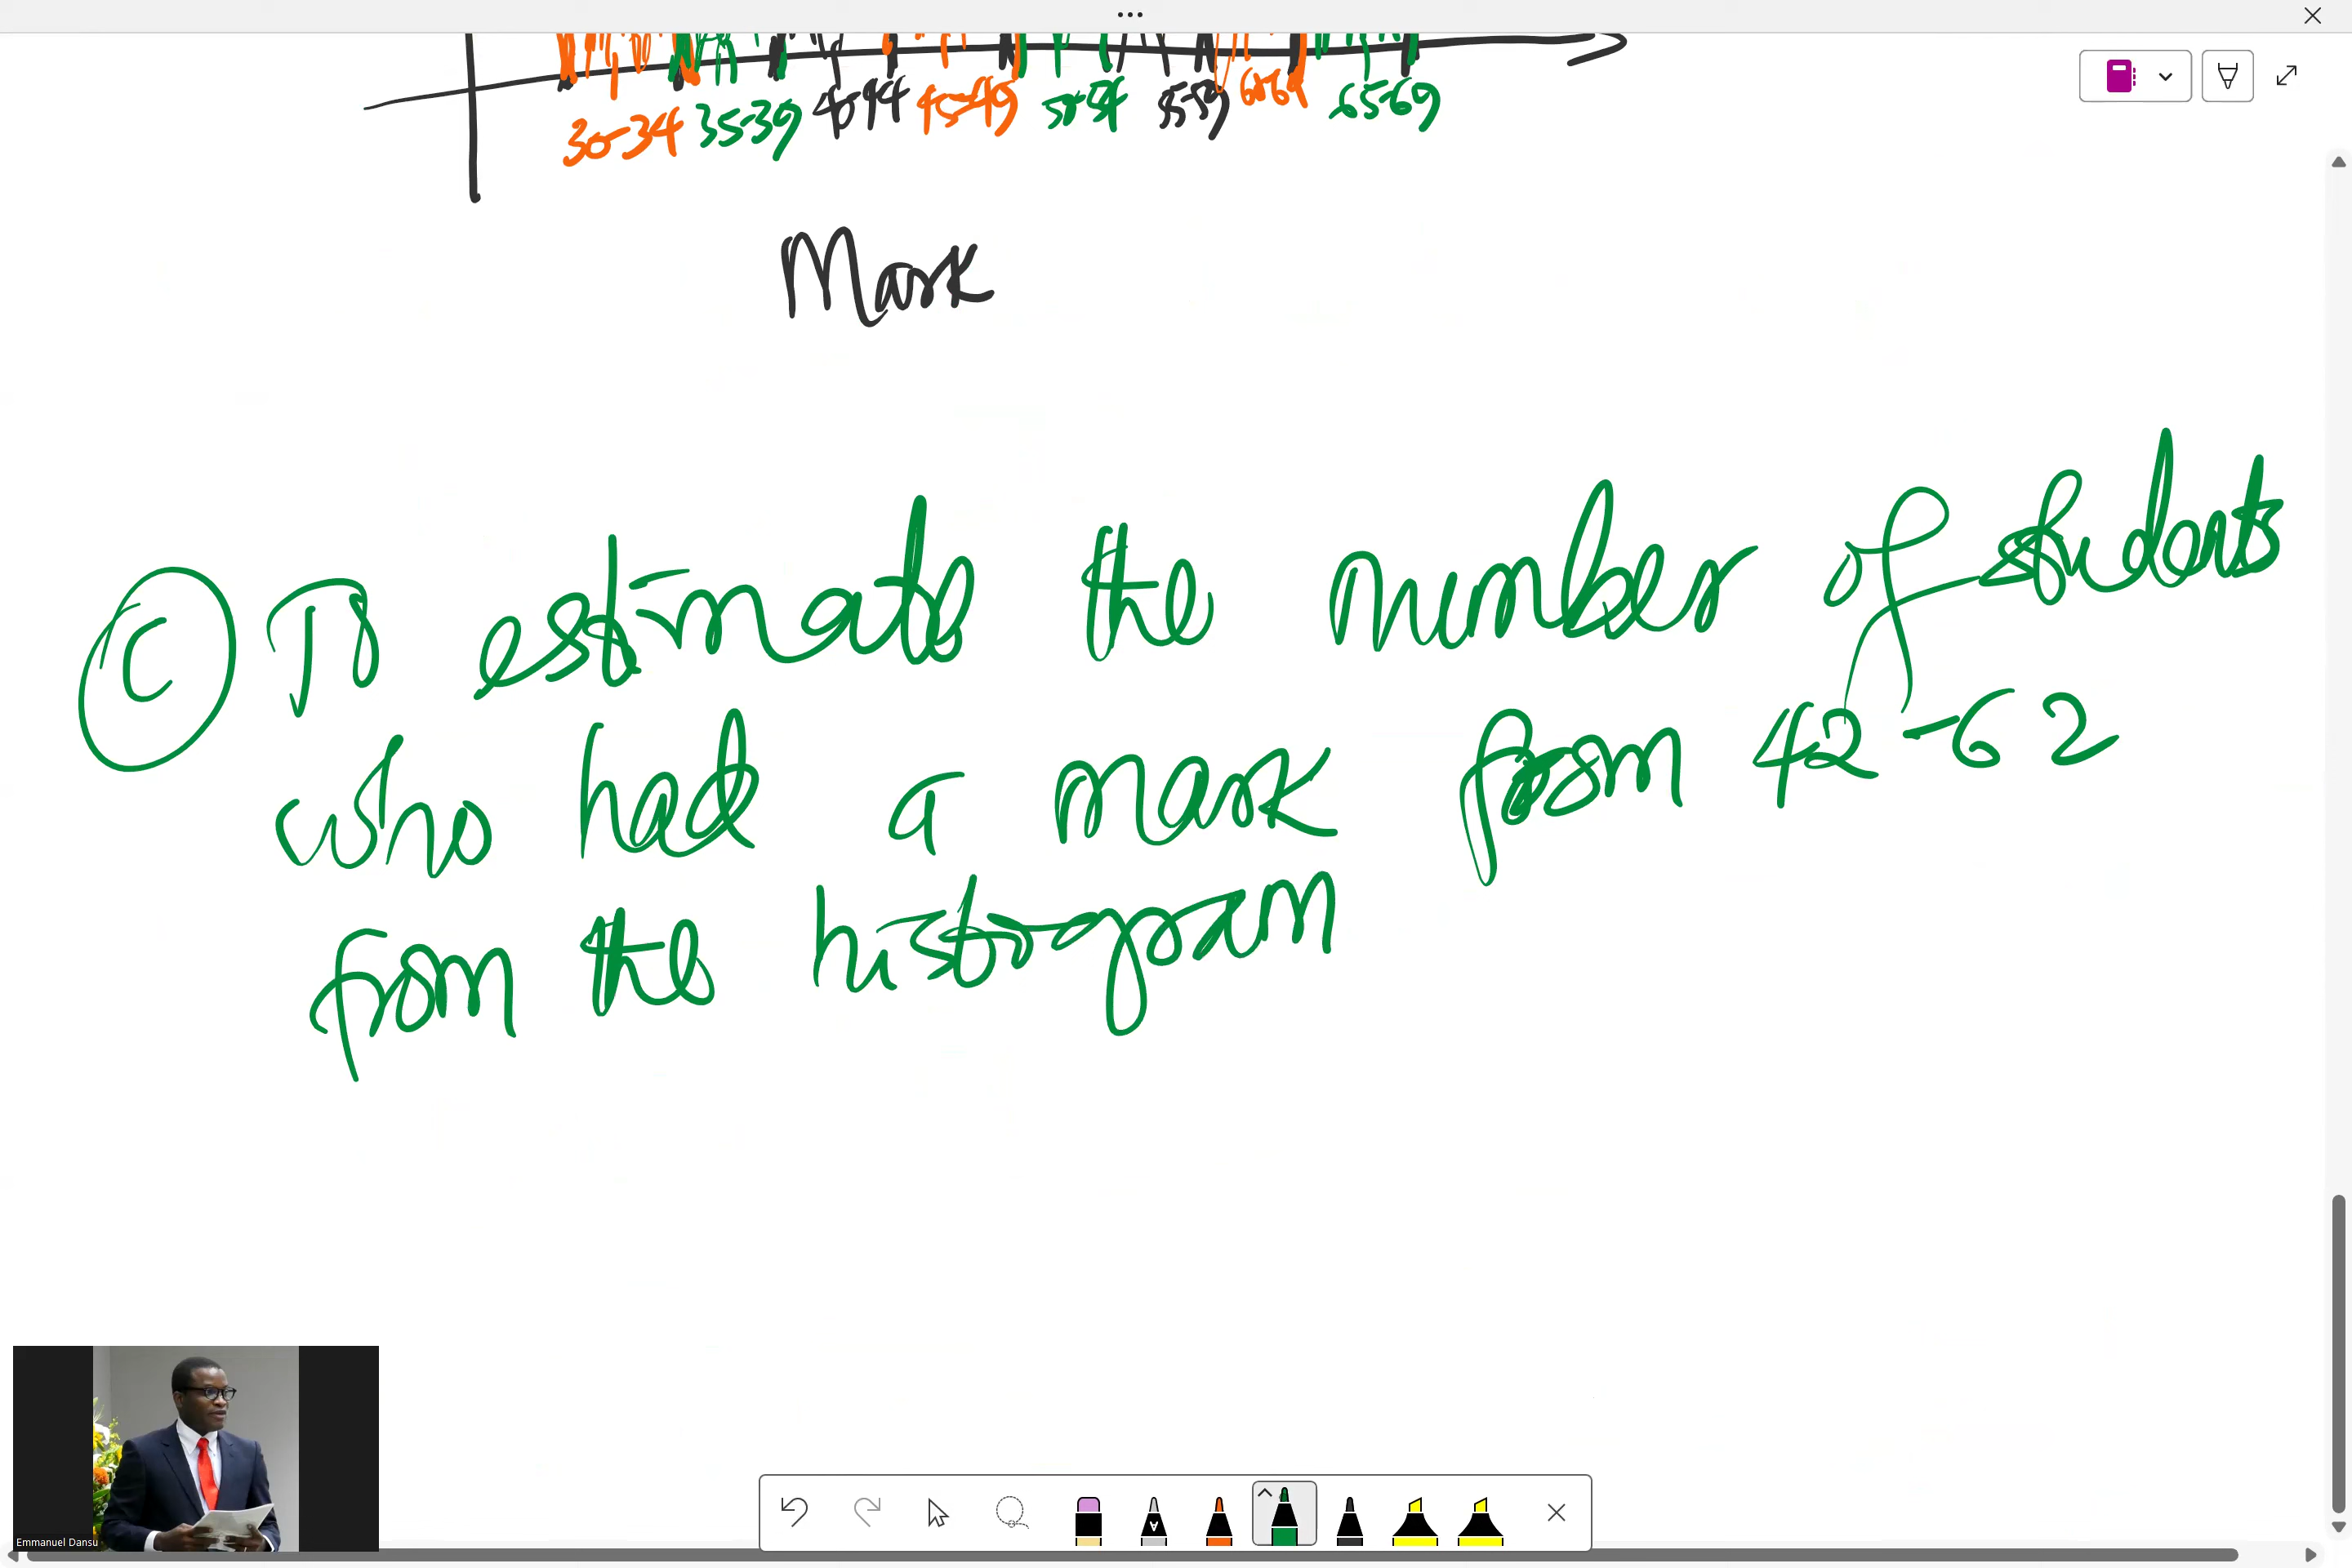 30-34 35-39 40-44 45-49 50-54 55-59 60-64 65-69
Mark
C To estimate the number of students
who had a mark from 42-62
from the histogram
Emmanuel Dansu